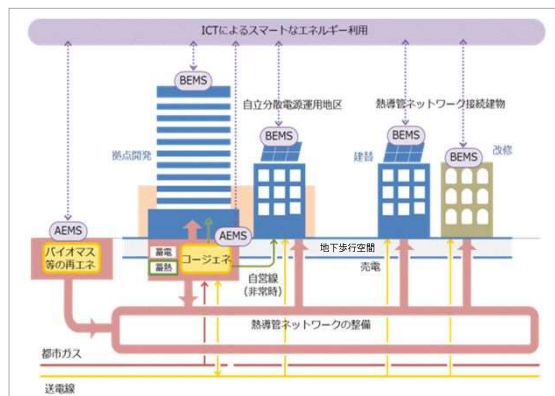 ICTによるスマートなエネルギー利用
BEMS
自立分散電源運用地区
熱導管ネットワーク接続建物
BEMS
BEMS
BEMS
拠点開発
建替
改修
AEMS
AEMS
バイオマス
等の再エネ
蓄電
蓄熱
コージェネ
地下歩行空間
自営線
(非常時)
売電
熱導管ネットワークの整備
都市ガス
送電線